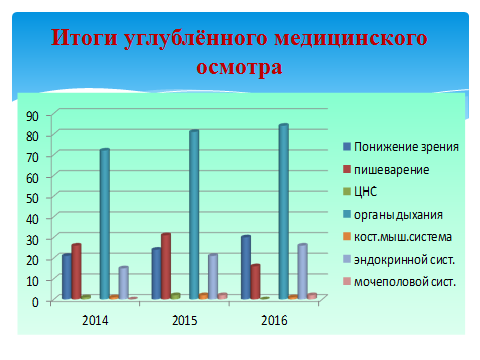 Итоги углублённого медицинского
осмотра
90
80
70
60
50
40
30
20
10
0
2014
2015
2016
Понижение зрения
пишеварение
ЦНС
органы дыхания
кост.мыш.система
эндокринной сист.
мочеполовой сист.